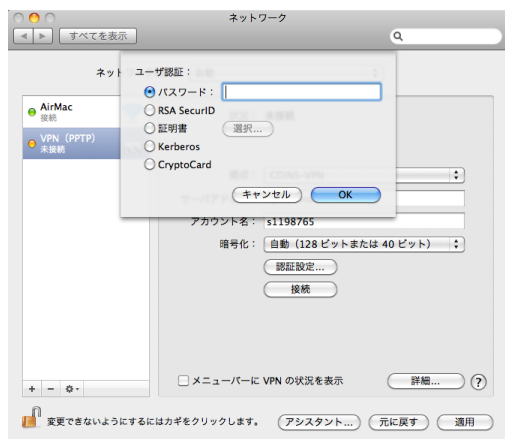 ネットワーク
すべてを表示
ネット
ユーザ認証：
パスワード：
RSA SecurID
証明書
選択...
Kerberos
CryptoCard
キャンセル
OK
AirMac
接続
VPN (PPTP)
未接続
COINS-VPN
アカウント名： s1198765
暗号化： 自動（128 ビットまたは 40 ビット）
認証設定...
接続
メニューバーに VPN の状況を表示
詳細...
?
+ −
変更できないようにするにはカギをクリックします。
アシスタント...
元に戻す
適用